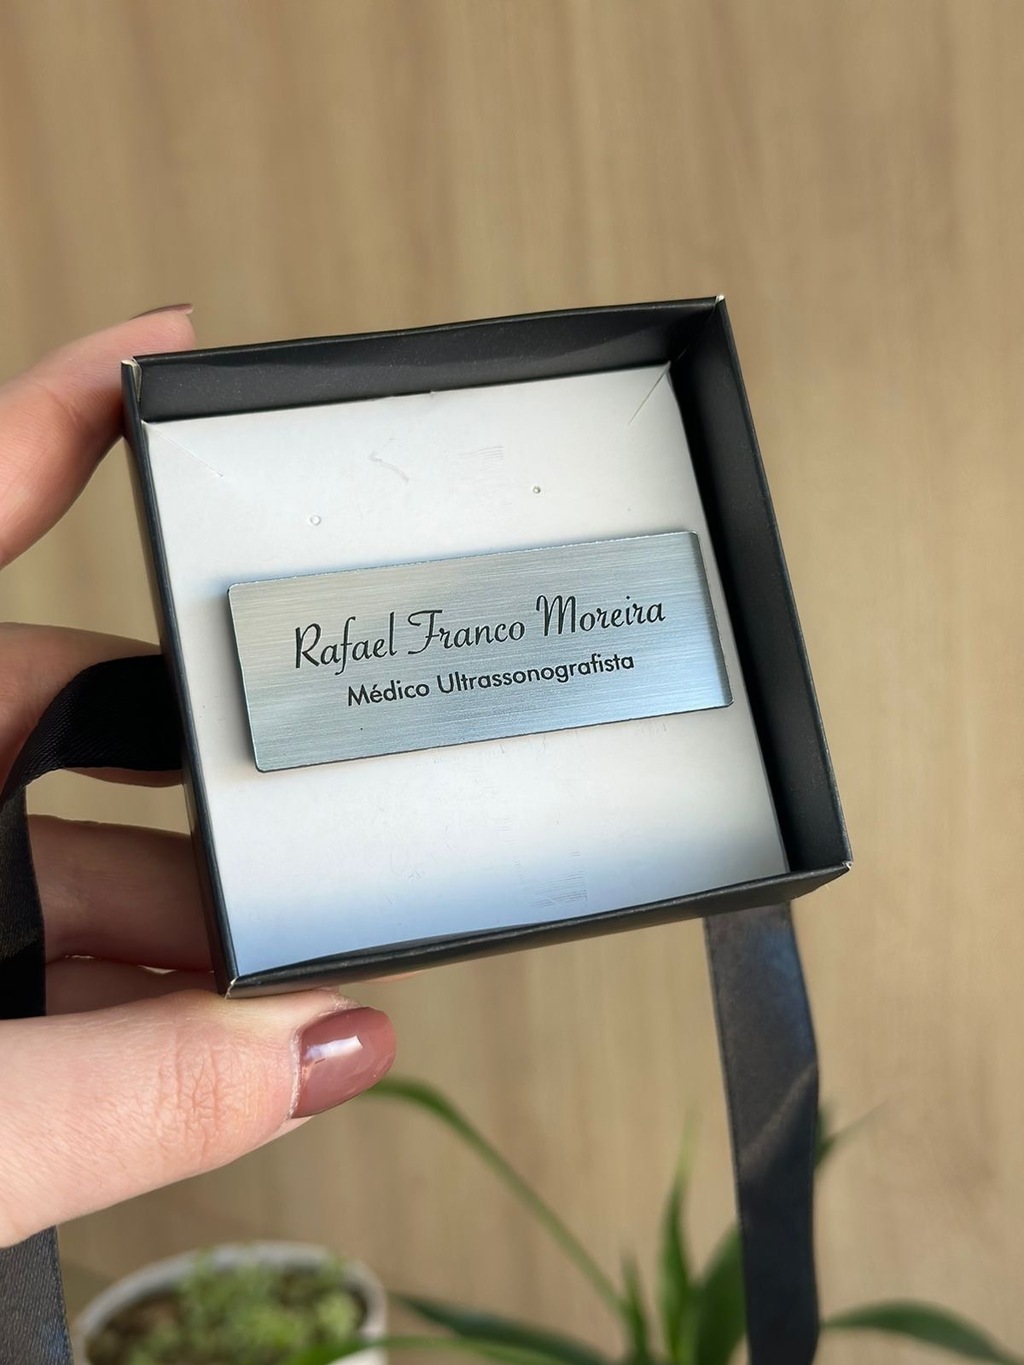 Rafael Franco Moreira
Médico Ultrassonografista